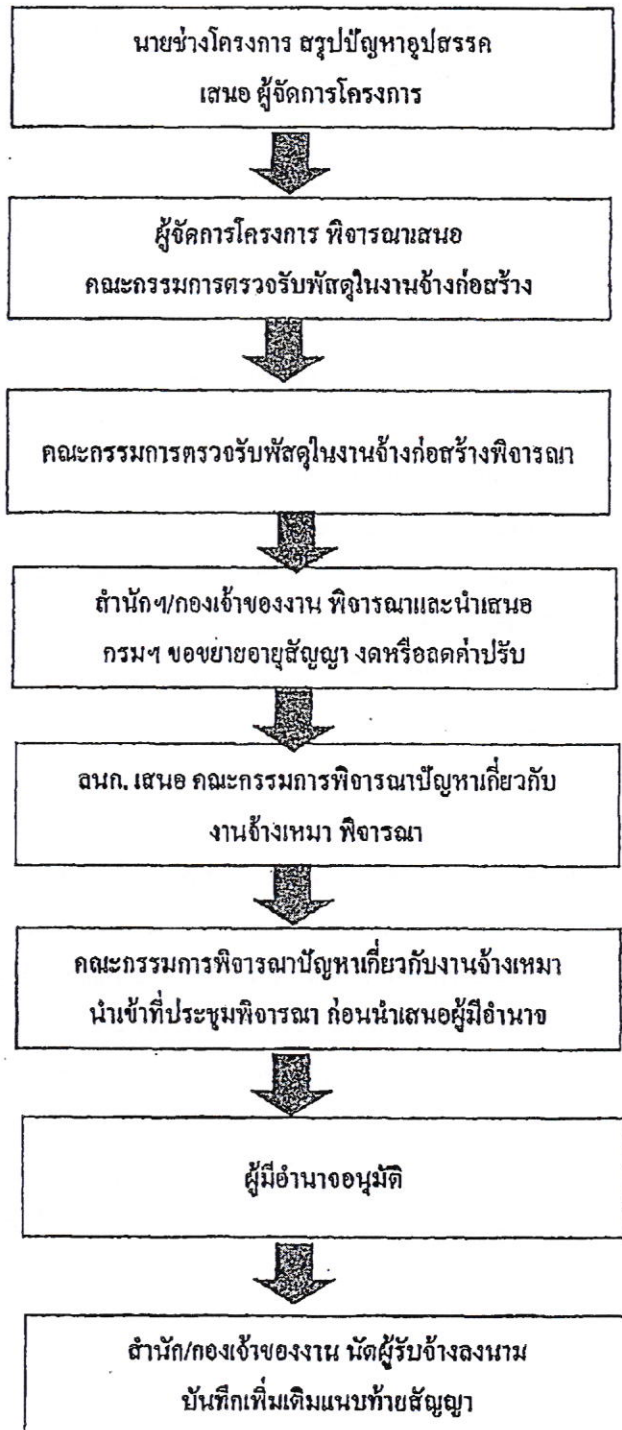 นายช่างโครงการ สรุปปัญหาอุปสรรค
เสนอ ผู้จัดการโครงการ
ผู้จัดการโครงการ พิจารณาเสนอ
คณะกรรมการตรวจรับพัสดุในงานจ้างก่อสร้าง
คณะกรรมการตรวจรับพัสดุในงานจ้างก่อสร้างพิจารณา
สำนักฯ/กองเจ้าของงาน พิจารณาและนำเสนอ
กรมฯ ขอขยายอายุสัญญา งดหรือลดค่าปรับ
ลนก. เสนอ คณะกรรมการพิจารณาปัญหาเกี่ยวกับ
งานจ้างเหมา พิจารณา
คณะกรรมการพิจารณาปัญหาเกี่ยวกับงานจ้างเหมา
นำเข้าที่ประชุมพิจารณา ก่อนนำเสนอผู้มีอำนาจ
ผู้มีอำนาจอนุมัติ
สำนัก/กองเจ้าของงาน นัดผู้รับจ้างลงนาม
บันทึกเพิ่มเติมแนบท้ายสัญญา